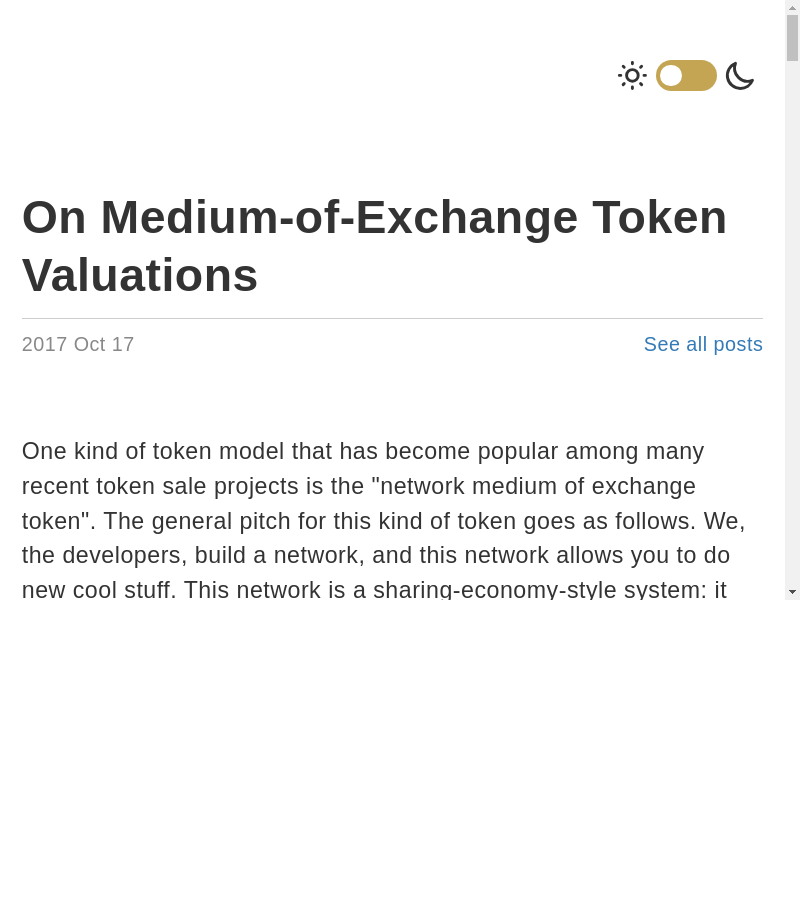 On Medium-of-Exchange Token
Valuations
2017 Oct 17
See all posts
One kind of token model that has become popular among many
recent token sale projects is the "network medium of exchange
token". The general pitch for this kind of token goes as follows. We,
the developers, build a network, and this network allows you to do
new cool stuff. This network is a sharing-economy-style system: it